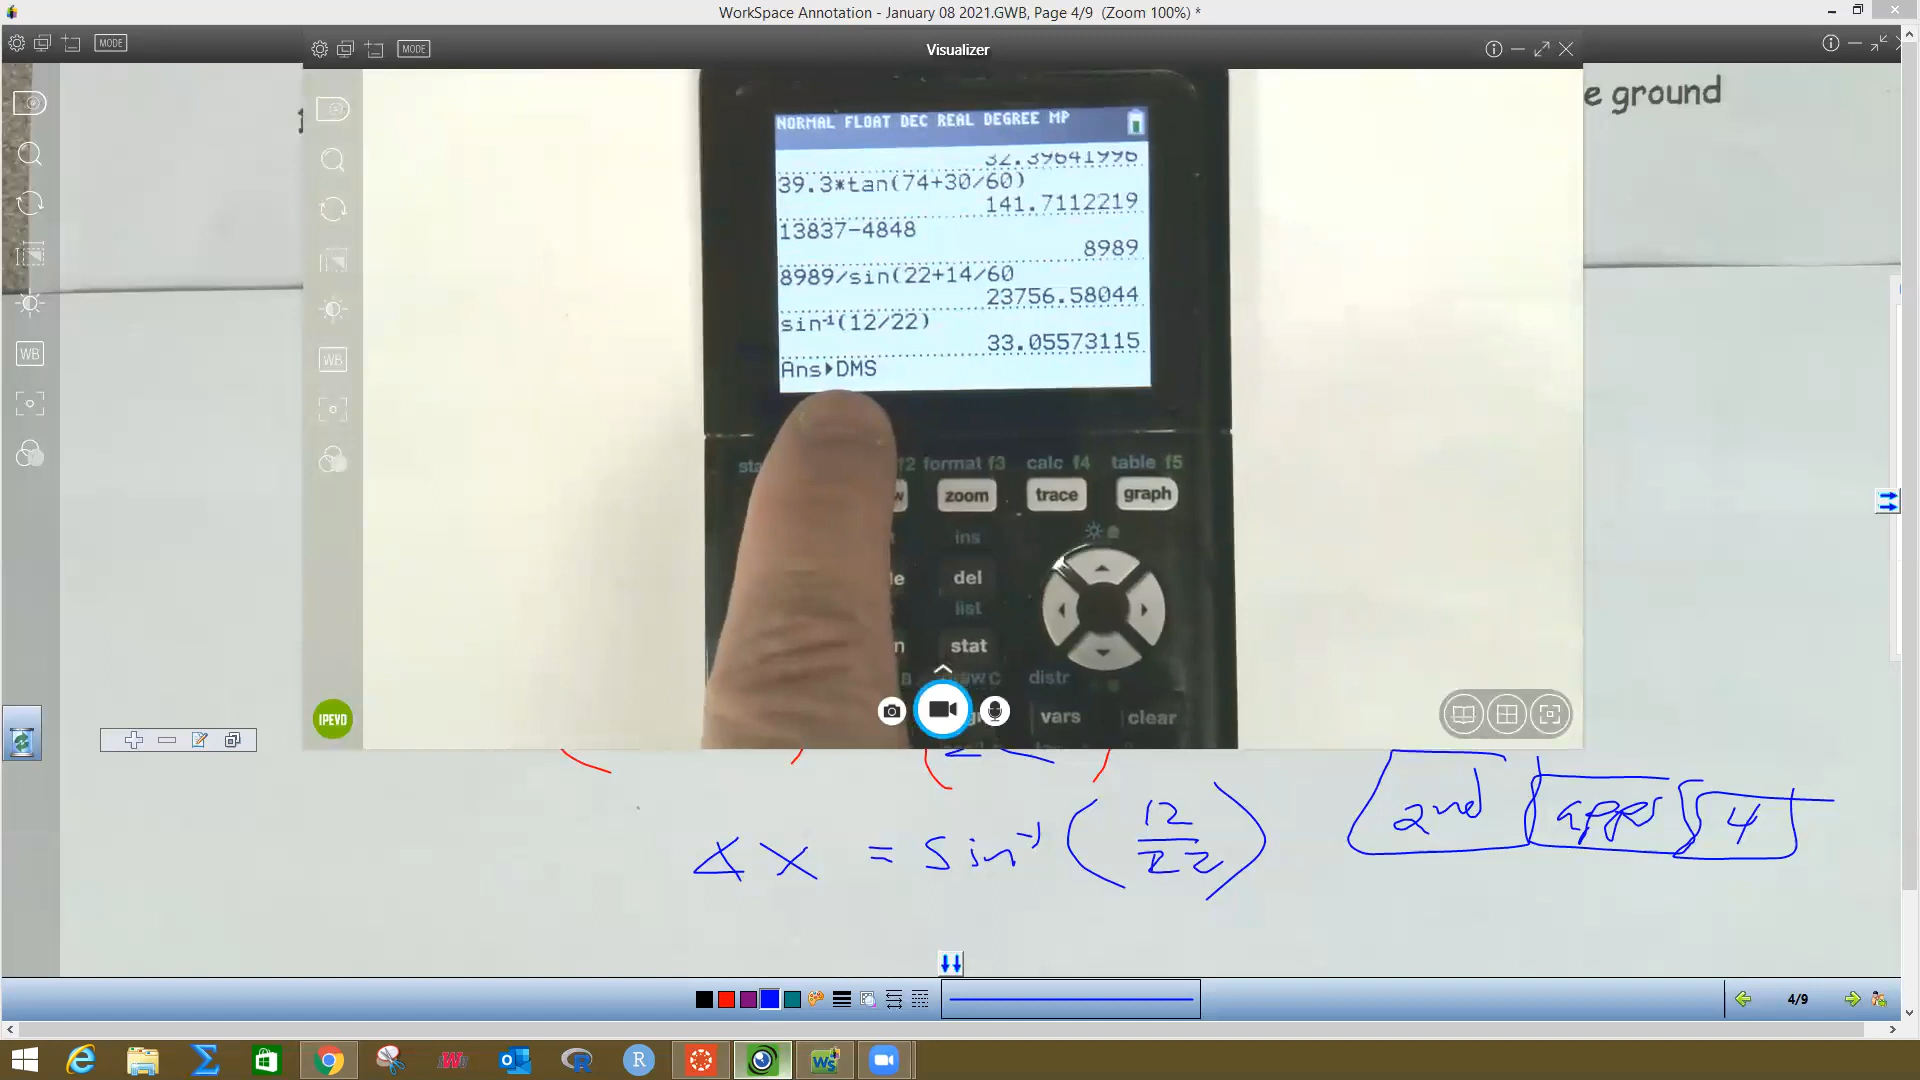 WorkSpace Annotation - January 08 2021.GWB, Page 4/9 (Zoom 100%) *
MODE
MODE
Visualizer
e ground
NORMAL FLOAT DEC REAL DEGREE MP
32.39641996
39.3*tan(74+30/60)
141.7112219
13837-4848
8989
8989/sin(22+14/60
23756.58044
sin⁻¹(12/22)
33.05573115
Ans▸DMS
sta f2 format f3 calc f4 table f5
w zoom trace graph
ins
le del
list
n stat
B C distr
vars clear
WB
WB
IPEVO
∡ x = sin⁻¹ (12/22)
2nd apps 4
4/9